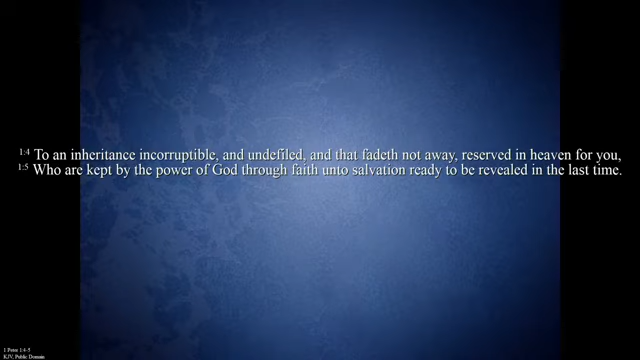 1:4 To an inheritance incorruptible, and undefiled, and that fadeth not away, reserved in heaven for you,
1:5 Who are kept by the power of God through faith unto salvation ready to be revealed in the last time.
1 Peter 1:4-5
KJV, Public Domain